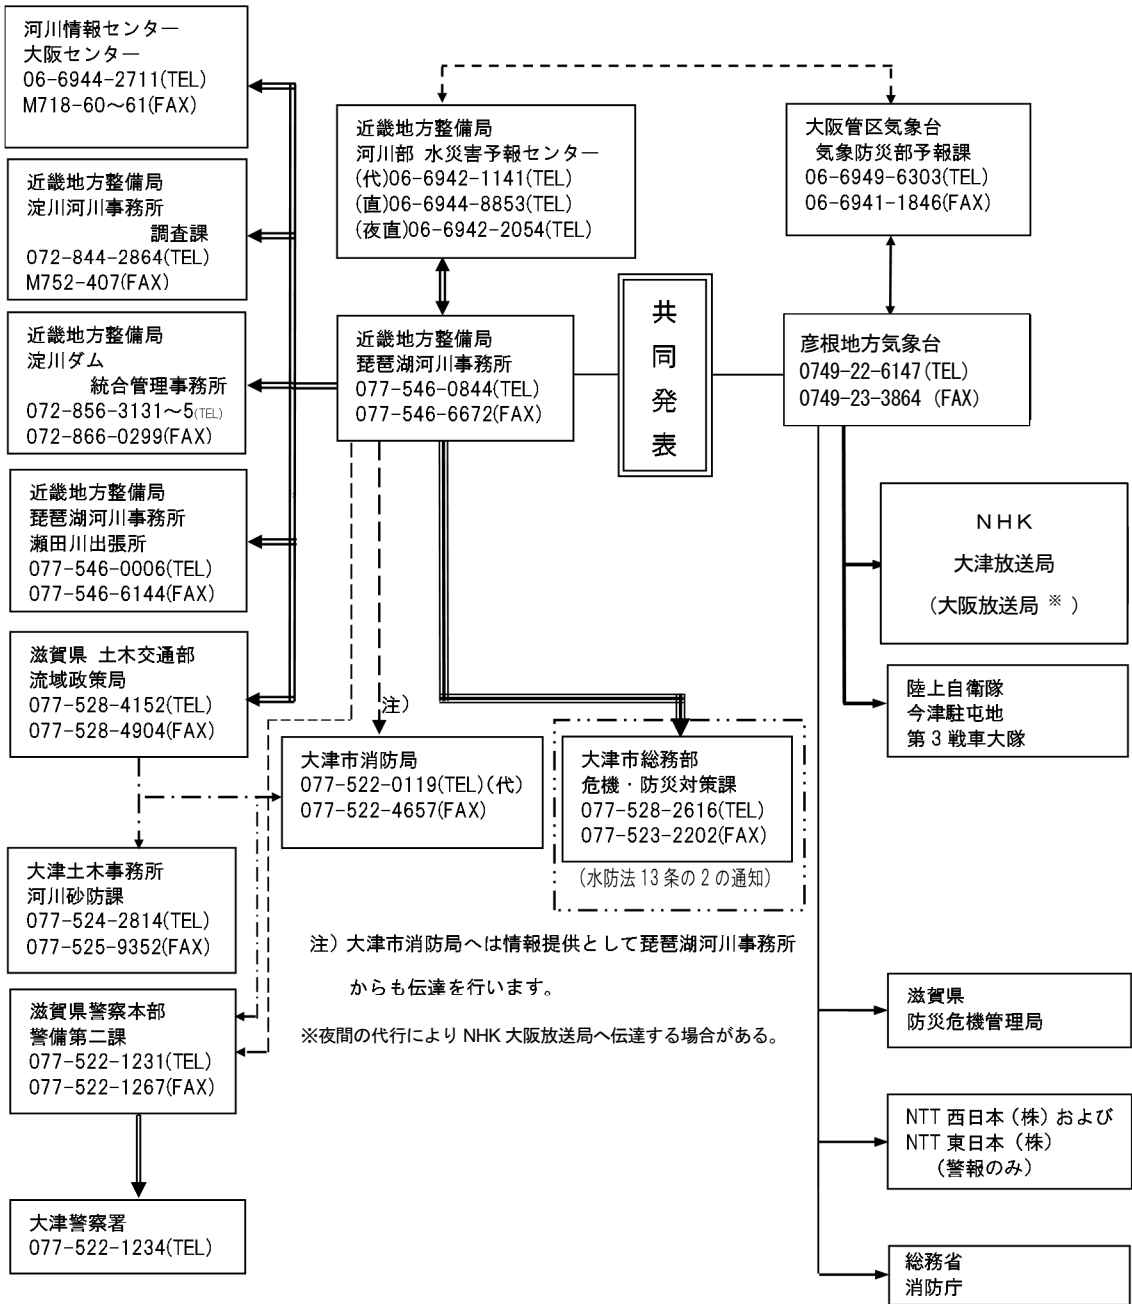 河川情報センター
大阪センター
06-6944-2711(TEL)
M718-60～61(FAX)
近畿地方整備局
淀川河川事務所
調査課
072-844-2864(TEL)
M752-407(FAX)
近畿地方整備局
淀川ダム
統合管理事務所
072-856-3131～5(TEL)
072-866-0299(FAX)
近畿地方整備局
琵琶湖河川事務所
瀬田川出張所
077-546-0006(TEL)
077-546-6144(FAX)
滋賀県 土木交通部
流域政策局
077-528-4152(TEL)
077-528-4904(FAX)
大津土木事務所
河川砂防課
077-524-2814(TEL)
077-525-9352(FAX)
滋賀県警察本部
警備第二課
077-522-1231(TEL)
077-522-1267(FAX)
大津警察署
077-522-1234(TEL)
近畿地方整備局
河川部 水災害予報センター
(代)06-6942-1141(TEL)
(直)06-6944-8853(TEL)
(夜直)06-6942-2054(TEL)
近畿地方整備局
琵琶湖河川事務所
077-546-0844(TEL)
077-546-6672(FAX)
共
同
発
表
注）
大津市消防局
077-522-0119(TEL)(代)
077-522-4657(FAX)
大津市総務部
危機・防災対策課
077-528-2616(TEL)
077-523-2202(FAX)
（水防法13条の2の通知）
注）大津市消防局へは情報提供として琵琶湖河川事務所
からも伝達を行います。
※夜間の代行により NHK 大阪放送局へ伝達する場合がある。
大阪管区気象台
気象防災部予報課
06-6949-6303(TEL)
06-6941-1846(FAX)
彦根地方気象台
0749-22-6147(TEL)
0749-23-3864 (FAX)
ＮＨＫ
大津放送局
（大阪放送局 ※ ）
陸上自衛隊
今津駐屯地
第３戦車大隊
滋賀県
防災危機管理局
NTT 西日本（株）および
NTT 東日本（株）
（警報のみ）
総務省
消防庁